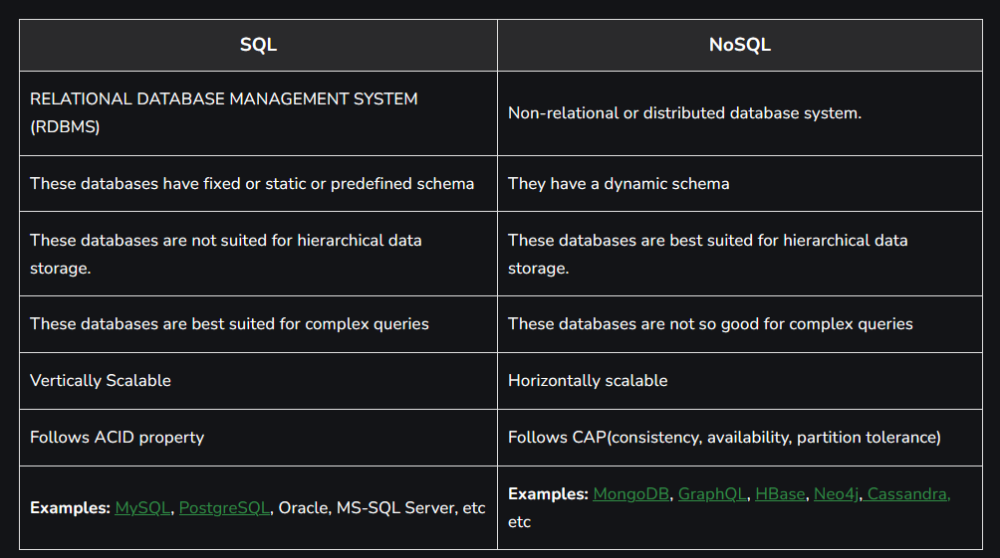 SQL
NoSQL
RELATIONAL DATABASE MANAGEMENT SYSTEM
(RDBMS)
Non-relational or distributed database system.
These databases have fixed or static or predefined schema
They have a dynamic schema
These databases are not suited for hierarchical data
storage.
These databases are best suited for hierarchical data
storage.
These databases are best suited for complex queries
These databases are not so good for complex queries
Vertically Scalable
Horizontally scalable
Follows ACID property
Follows CAP(consistency, availability, partition tolerance)
Examples: MySQL, PostgreSQL, Oracle, MS-SQL Server, etc
Examples: MongoDB, GraphQL, HBase, Neo4j, Cassandra,
etc